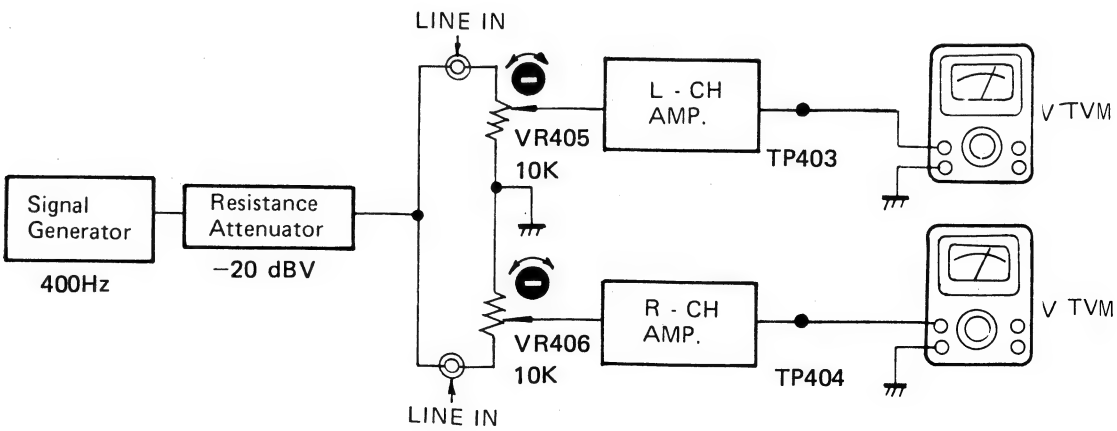 LINE IN
L - CH
AMP.
V TVM
VR405
10K
TP403
Signal
Generator
400Hz
Resistance
Attenuator
−20 dBV
R - CH
AMP.
V TVM
VR406
10K
TP404
LINE IN